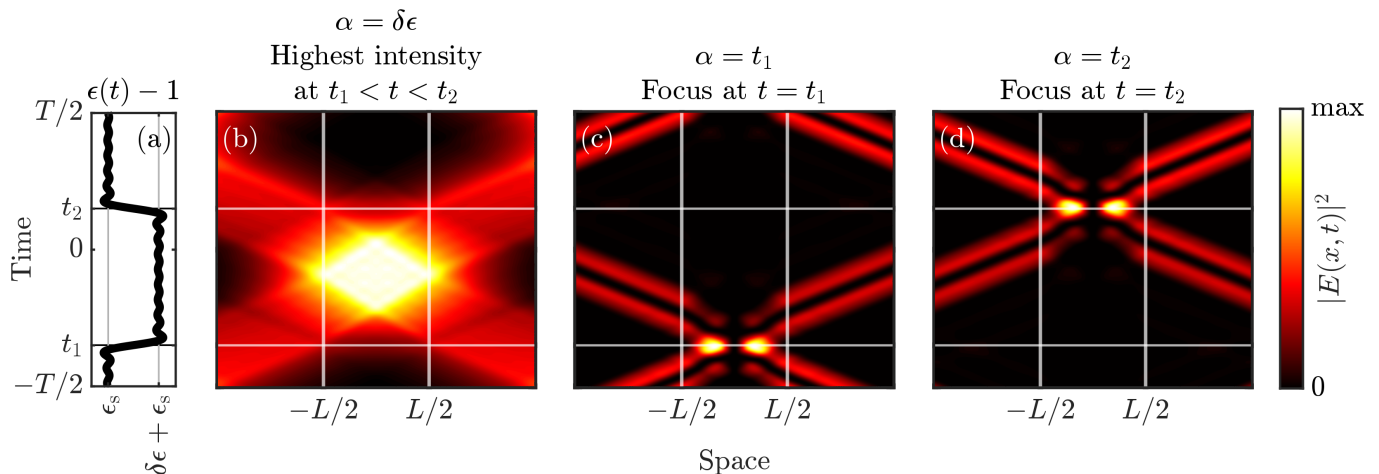 α = δϵ
Highest intensity
at t₁ < t < t₂
α = t₁
Focus at t = t₁
α = t₂
Focus at t = t₂
ϵ(t) − 1
(a)
(b)
(c)
(d)
T/2
t₂
0
t₁
−T/2
Time
ϵₛ
δϵ + ϵₛ
−L/2
L/2
−L/2
L/2
−L/2
L/2
Space
max
0
|E(x, t)|²